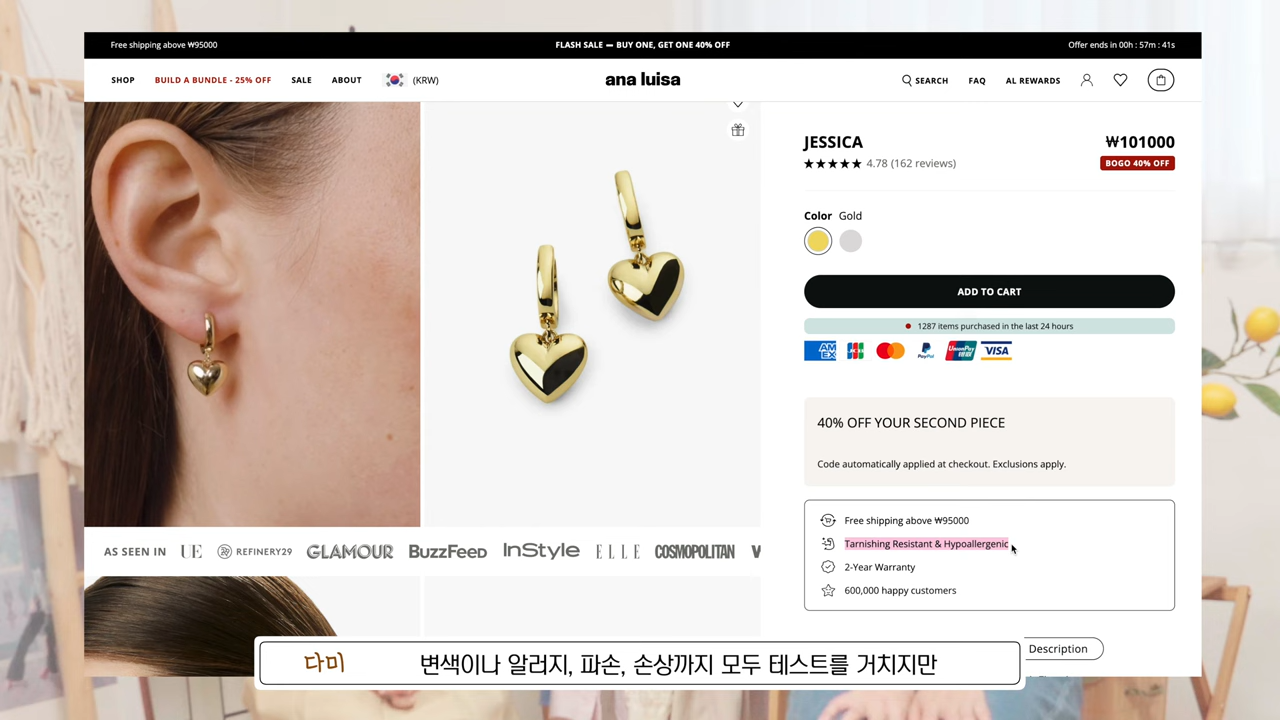 Free shipping above ₩95000
FLASH SALE — BUY ONE, GET ONE 40% OFF
Offer ends in 00h : 57m : 41s
SHOP
BUILD A BUNDLE - 25% OFF
SALE
ABOUT
(KRW)
ana luisa
SEARCH
FAQ
AL REWARDS
JESSICA
₩101000
4.78 (162 reviews)
BOGO 40% OFF
Color Gold
ADD TO CART
1287 items purchased in the last 24 hours
AMEX
JCB
PayPal
UnionPay
VISA
40% OFF YOUR SECOND PIECE
Code automatically applied at checkout. Exclusions apply.
Free shipping above ₩95000
Tarnishing Resistant & Hypoallergenic
2-Year Warranty
600,000 happy customers
AS SEEN IN
UE
REFINERY29
GLAMOUR
BuzzFeed
InStyle
ELLE
COSMOPOLITAN
Description
다미
변색이나 알러지, 파손, 손상까지 모두 테스트를 거치지만